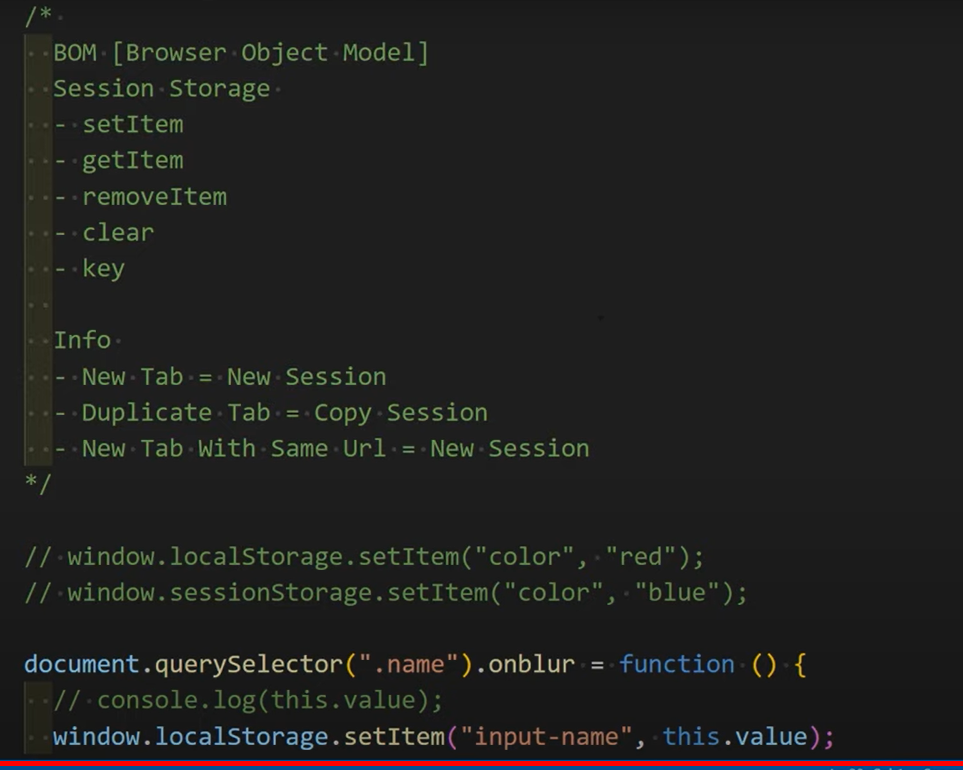 /*
BOM [Browser Object Model]
Session Storage
- setItem
- getItem
- removeItem
- clear
- key
Info
- New Tab = New Session
- Duplicate Tab = Copy Session
- New Tab With Same Url = New Session
*/
// window.localStorage.setItem("color", "red");
// window.sessionStorage.setItem("color", "blue");
document.querySelector(".name").onblur = function () {
// console.log(this.value);
window.localStorage.setItem("input-name", this.value);